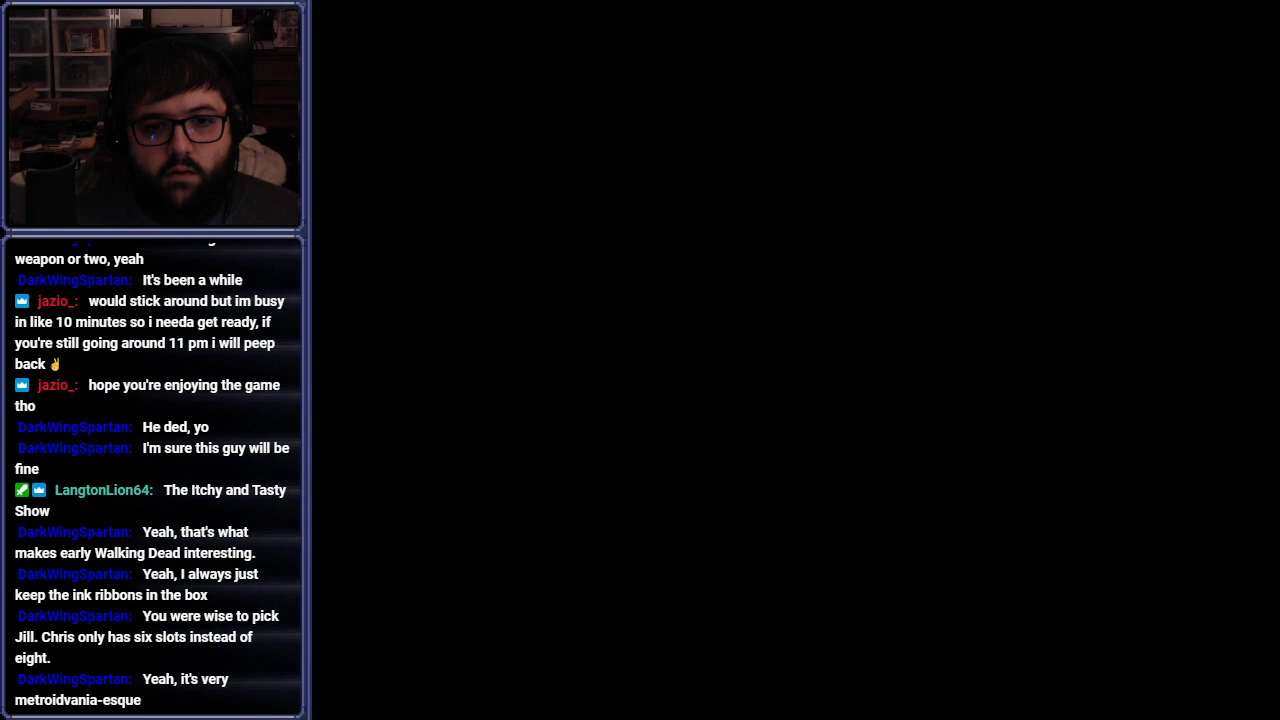 weapon or two, yeah
DarkWingSpartan: It's been a while
jazio_: would stick around but im busy
in like 10 minutes so i needa get ready, if
you're still going around 11 pm i will peep
back ✌
jazio_: hope you're enjoying the game
tho
DarkWingSpartan: He ded, yo
DarkWingSpartan: I'm sure this guy will be
fine
LangtonLion64: The Itchy and Tasty
Show
DarkWingSpartan: Yeah, that's what
makes early Walking Dead interesting.
DarkWingSpartan: Yeah, I always just
keep the ink ribbons in the box
DarkWingSpartan: You were wise to pick
Jill. Chris only has six slots instead of
eight.
DarkWingSpartan: Yeah, it's very
metroidvania-esque